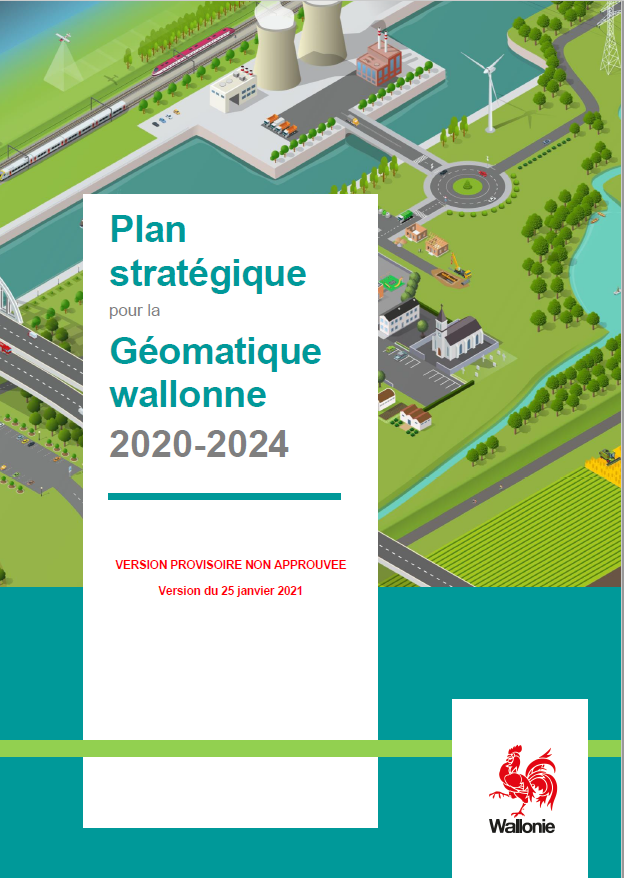 Plan
stratégique
pour la
Géomatique
wallonne
2020-2024
VERSION PROVISOIRE NON APPROUVEE
Version du 25 janvier 2021
Wallonie